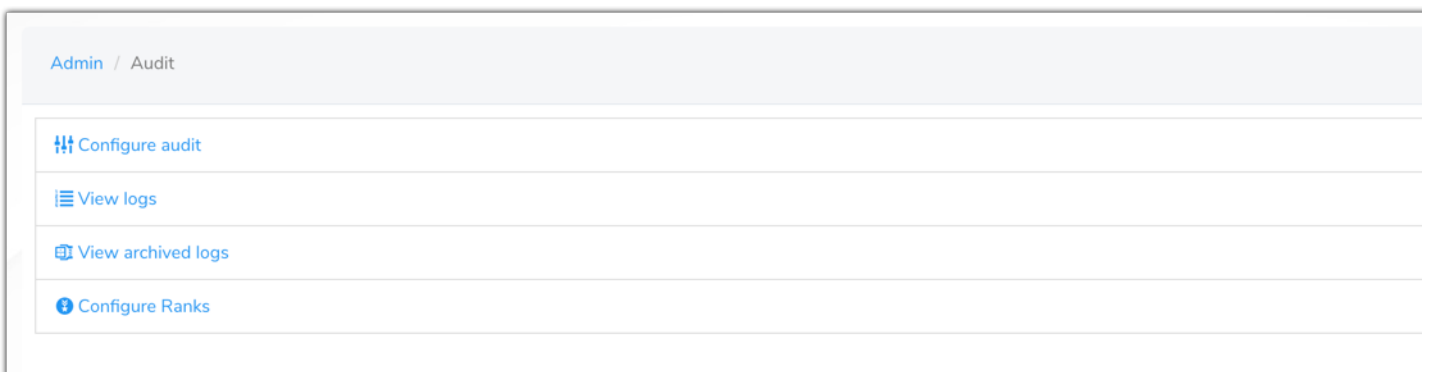 Admin / Audit
Configure audit
View logs
View archived logs
Configure Ranks